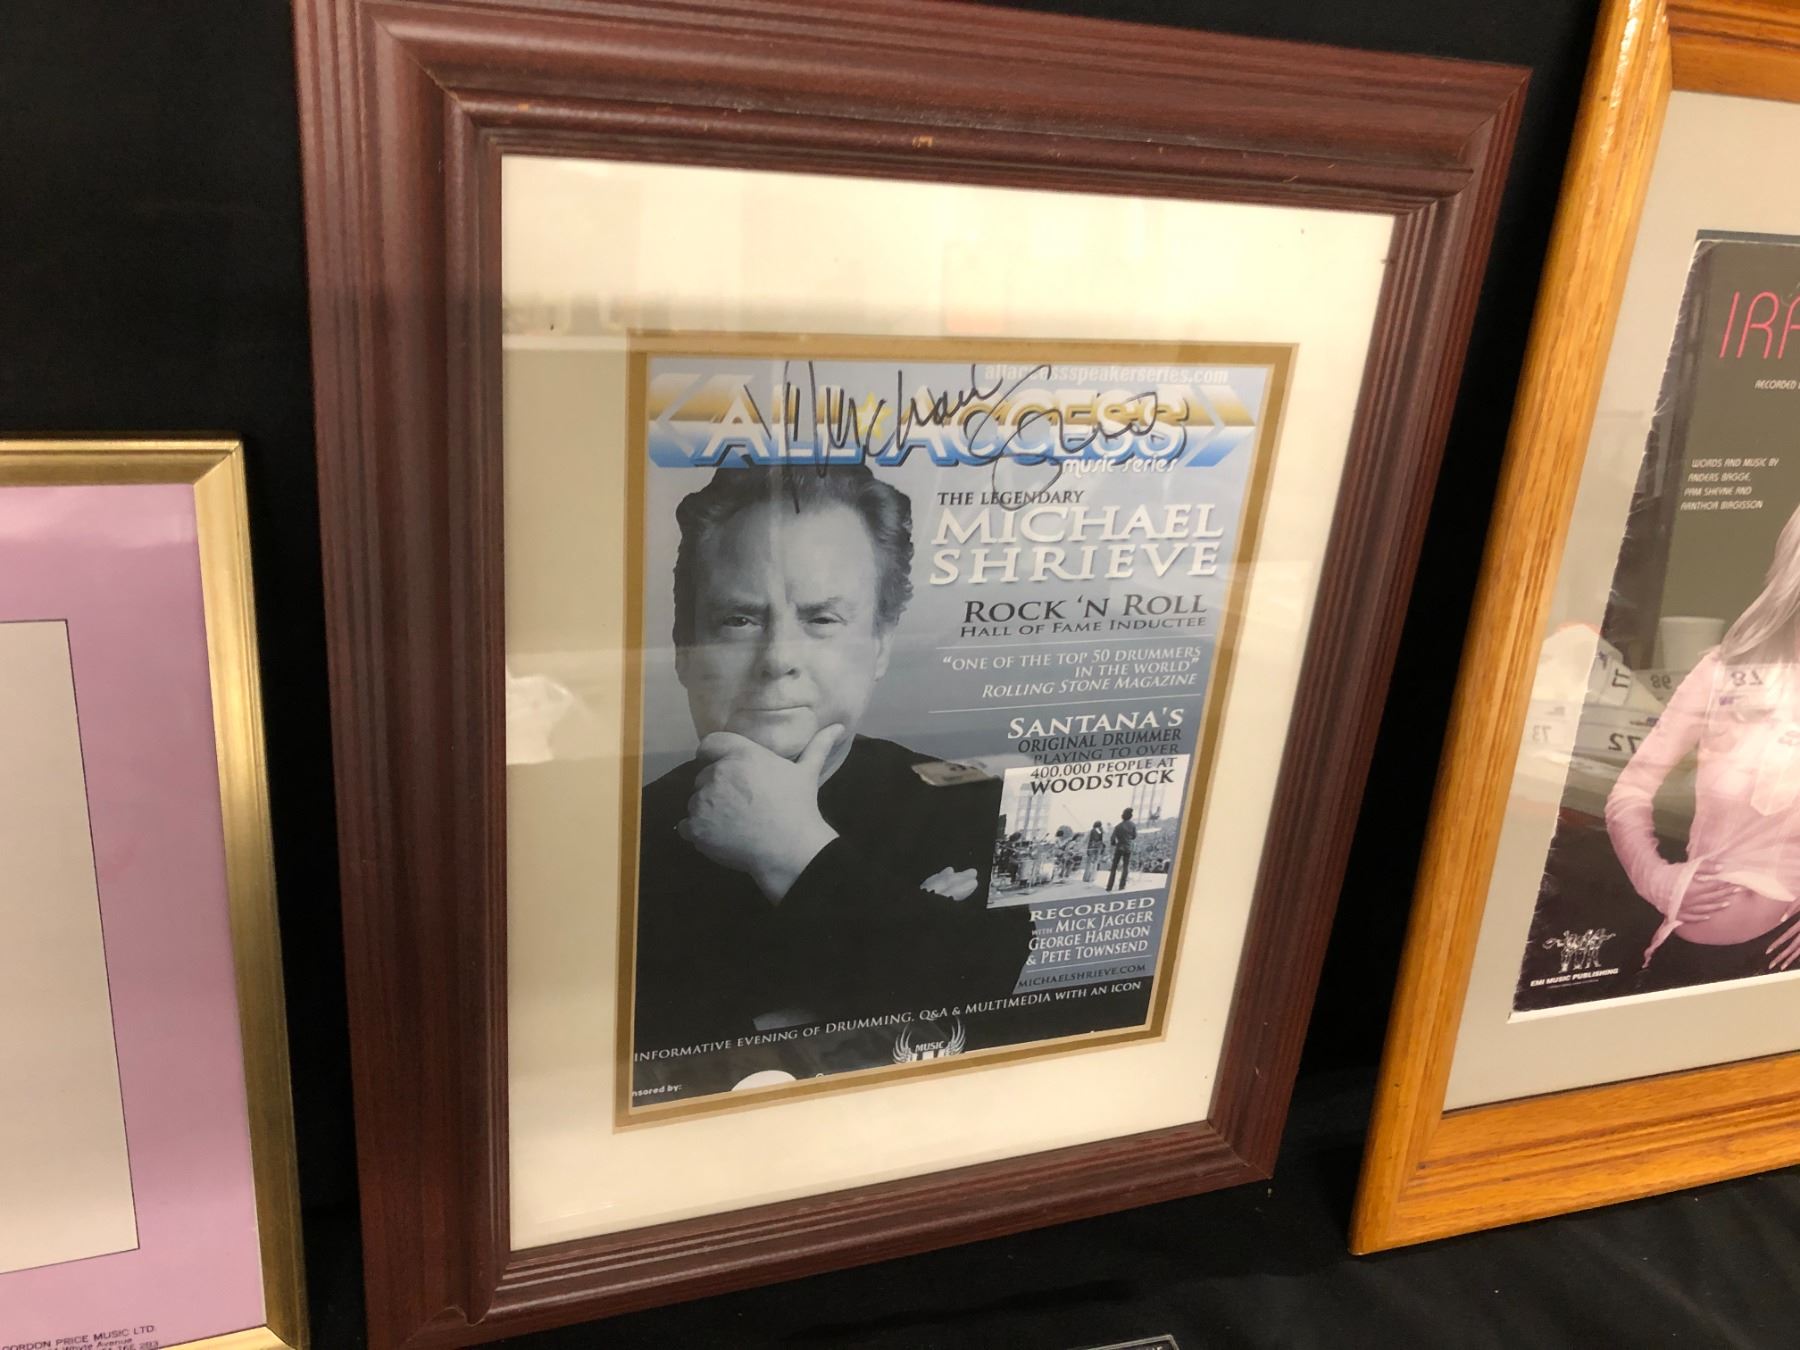 allaccessspeakerseries.com
ALL ACCESS
music series
THE LEGENDARY
MICHAEL
SHRIEVE
ROCK 'N ROLL
HALL OF FAME INDUCTEE
"ONE OF THE TOP 50 DRUMMERS
IN THE WORLD"
ROLLING STONE MAGAZINE
SANTANA'S
ORIGINAL DRUMMER
PLAYING TO OVER
400,000 PEOPLE AT
WOODSTOCK
RECORDED
WITH MICK JAGGER
GEORGE HARRISON
& PETE TOWNSEND
MICHAELSHRIEVE.COM
INFORMATIVE EVENING OF DRUMMING, Q&A & MULTIMEDIA WITH AN ICON
MUSIC
nsored by:
GORDON PRICE MUSIC LTD.
Whyte Avenue
IRR
RECORDED
WORDS AND MUSIC BY
ANDERS BAGGE,
PAM SHEYNE AND
ARNTHOR BIRGISSON
EMI MUSIC PUBLISHING